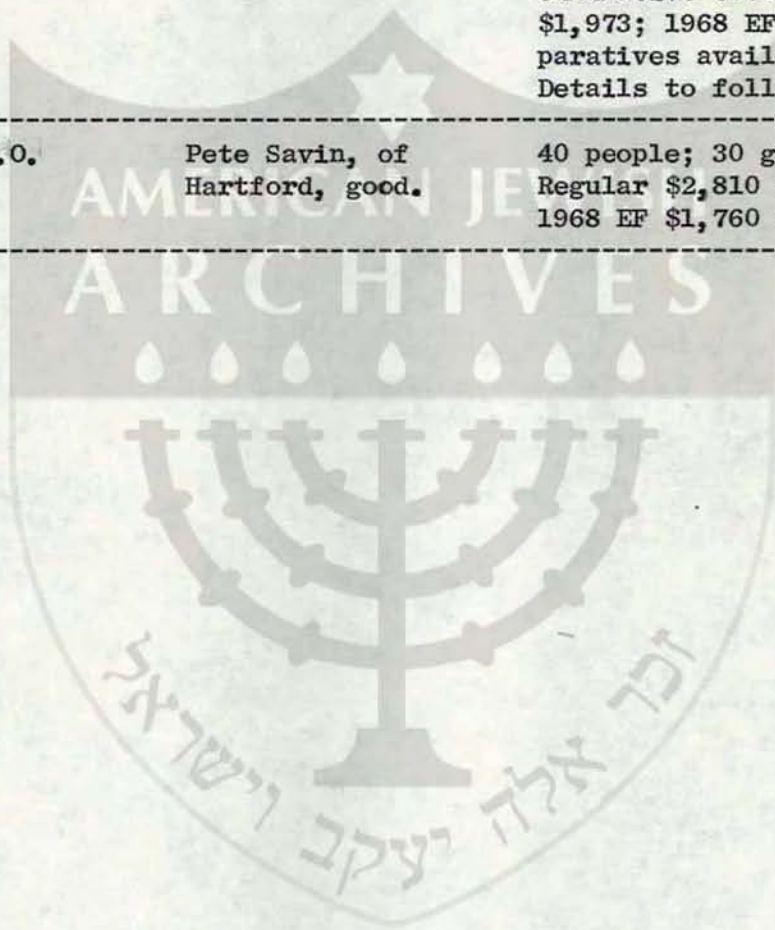 $1,973; 1968 EF
paratives avail
Details to foll
.O. Pete Savin, of 40 people; 30 g
Hartford, good. Regular $2,810
1968 EF $1,760
AMERICAN JEWISH
ARCHIVES
זכר אלה יעקב וישראל